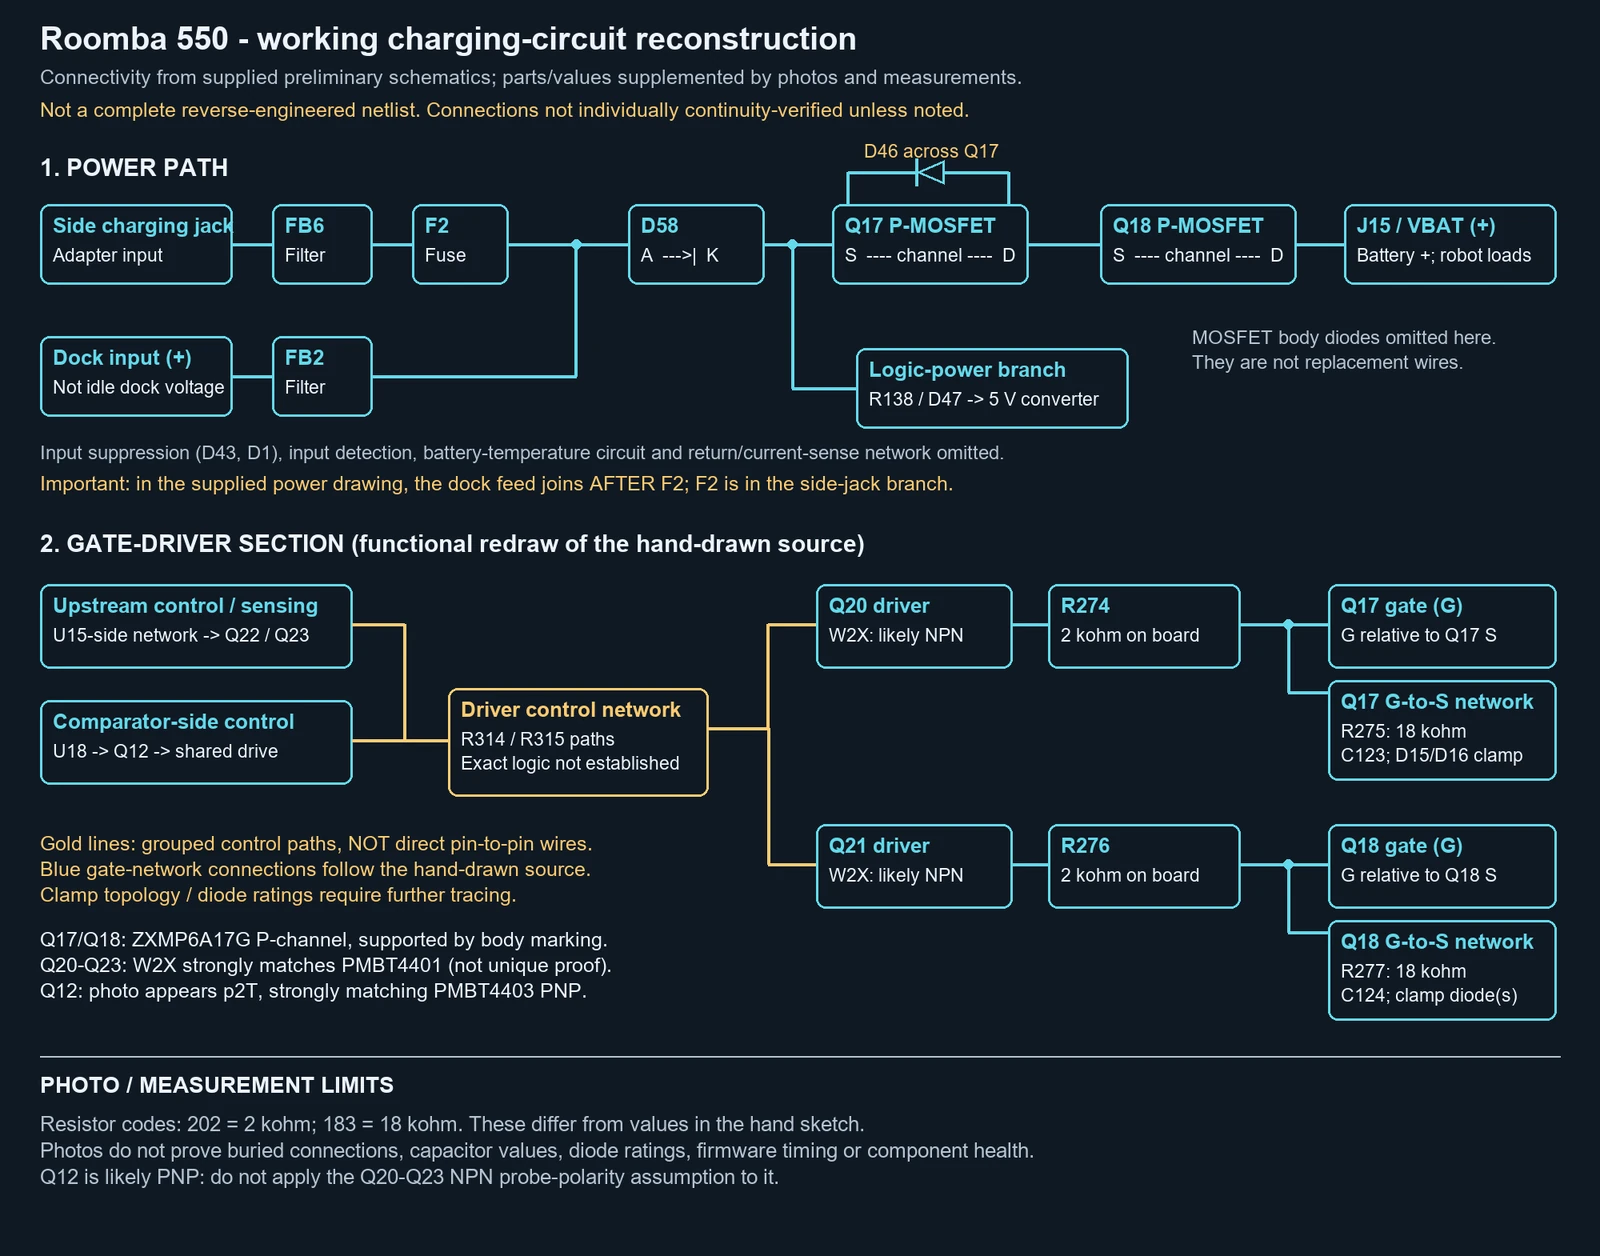 Roomba 550 - working charging-circuit reconstruction
Connectivity from supplied preliminary schematics; parts/values supplemented by photos and measurements.
Not a complete reverse-engineered netlist. Connections not individually continuity-verified unless noted.
1. POWER PATH
D46 across Q17
Side charging jack
Adapter input
FB6
Filter
F2
Fuse
D58
A --->| K
Q17 P-MOSFET
S ---- channel ---- D
Q18 P-MOSFET
S ---- channel ---- D
J15 / VBAT (+)
Battery +; robot loads
Dock input (+)
Not idle dock voltage
FB2
Filter
Logic-power branch
R138 / D47 -> 5 V converter
MOSFET body diodes omitted here.
They are not replacement wires.
Input suppression (D43, D1), input detection, battery-temperature circuit and return/current-sense network omitted.
Important: in the supplied power drawing, the dock feed joins AFTER F2; F2 is in the side-jack branch.
2. GATE-DRIVER SECTION (functional redraw of the hand-drawn source)
Upstream control / sensing
U15-side network -> Q22 / Q23
Comparator-side control
U18 -> Q12 -> shared drive
Driver control network
R314 / R315 paths
Exact logic not established
Q20 driver
W2X: likely NPN
R274
2 kohm on board
Q17 gate (G)
G relative to Q17 S
Q17 G-to-S network
R275: 18 kohm
C123; D15/D16 clamp
Q21 driver
W2X: likely NPN
R276
2 kohm on board
Q18 gate (G)
G relative to Q18 S
Q18 G-to-S network
R277: 18 kohm
C124; clamp diode(s)
Gold lines: grouped control paths, NOT direct pin-to-pin wires.
Blue gate-network connections follow the hand-drawn source.
Clamp topology / diode ratings require further tracing.
Q17/Q18: ZXMP6A17G P-channel, supported by body marking.
Q20-Q23: W2X strongly matches PMBT4401 (not unique proof).
Q12: photo appears p2T, strongly matching PMBT4403 PNP.
PHOTO / MEASUREMENT LIMITS
Resistor codes: 202 = 2 kohm; 183 = 18 kohm. These differ from values in the hand sketch.
Photos do not prove buried connections, capacitor values, diode ratings, firmware timing or component health.
Q12 is likely PNP: do not apply the Q20-Q23 NPN probe-polarity assumption to it.